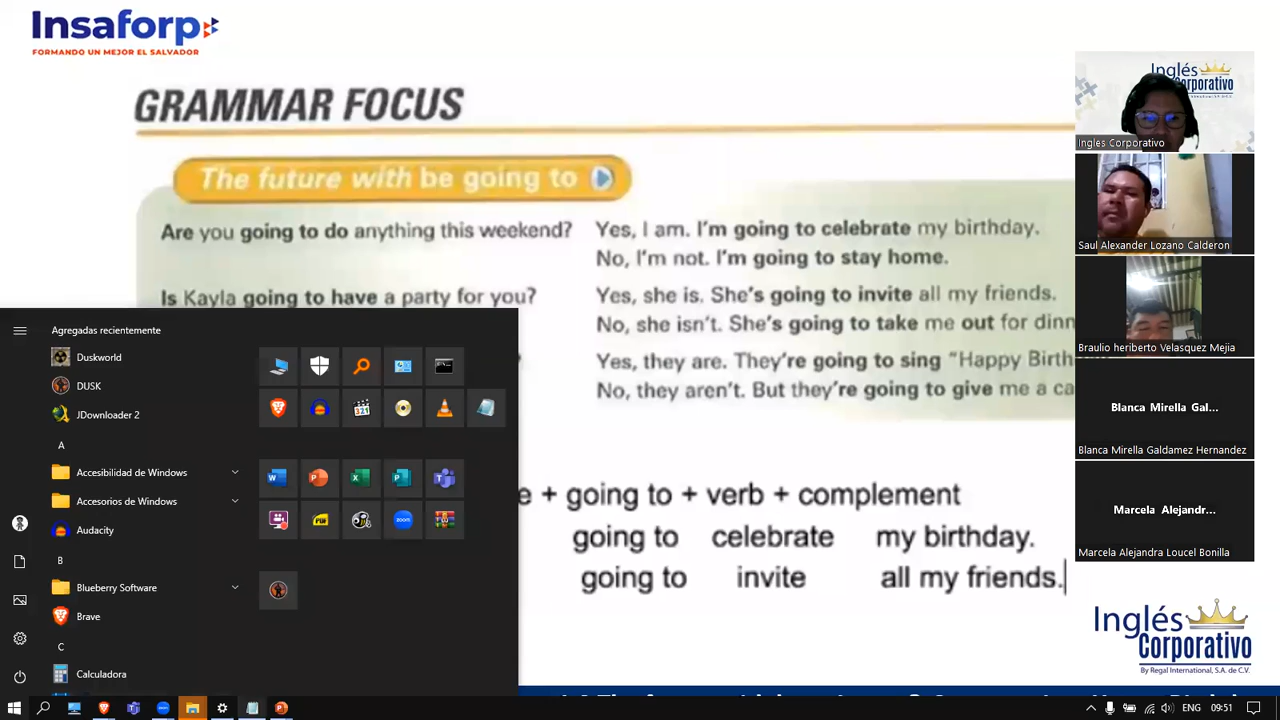 Insaforp
FORMANDO UN MEJOR EL SALVADOR
GRAMMAR FOCUS
The future with be going to
Are you going to do anything this weekend?
Yes, I am. I'm going to celebrate my birthday.
No, I'm not. I'm going to stay home.
Is Kayla going to have a party for you?
Yes, she is. She's going to invite all my friends.
No, she isn't. She's going to take me out for dinn
Yes, they are. They're going to sing "Happy Birth
No, they aren't. But they're going to give me a ca
e + going to + verb + complement
going to celebrate my birthday.
going to invite all my friends.
Agregadas recientemente
Duskworld
DUSK
JDownloader 2
A
Accesibilidad de Windows
Accesorios de Windows
Audacity
B
Blueberry Software
Brave
C
Calculadora
Inglés
Corporativo
Inglés Corporativo
Saul Alexander Lozano Calderon
Braulio heriberto Velasquez Mejia
Blanca Mirella Gal...
Blanca Mirella Galdamez Hernandez
Marcela Alejandr...
Marcela Alejandra Loucel Bonilla
Inglés
Corporativo
By Regal International, S.A. de C.V.
ENG
09:51